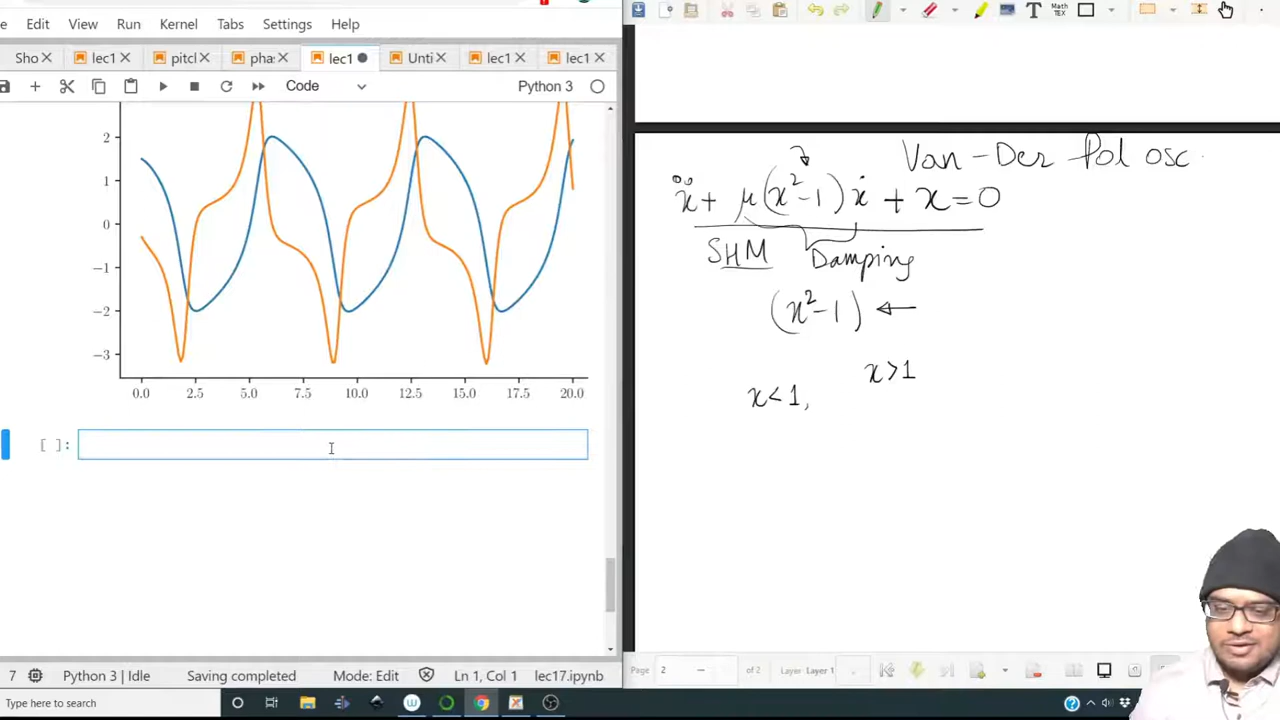 Edit View Run Kernel Tabs Settings Help
Sho lec1 pitcl pha: lec1 Unti lec1 lec1
Code Python 3
T Math TEX
2
1
0
−1
−2
−3
0.0 2.5 5.0 7.5 10.0 12.5 15.0 17.5 20.0
[ ]:
Van-Der Pol osc
ẍ + μ(x²-1)ẋ + x = 0
SHM Damping
(x²-1) ←
x>1
x<1,
7 Python 3 | Idle Saving completed Mode: Edit Ln 1, Col 1 lec17.ipynb
Page 2 of 2 Layer Layer 1
Type here to search